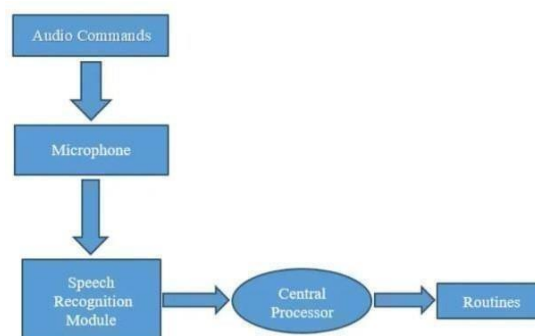 Audio Commands
Microphone
Speech
Recognition
Module
Central
Processor
Routines